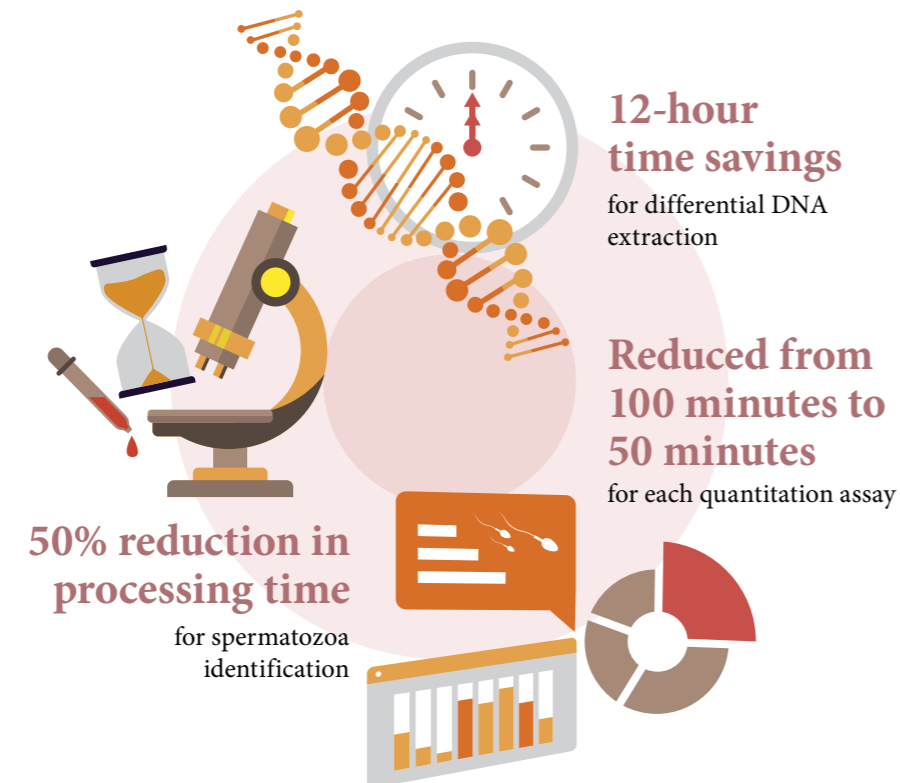 12-hour
time savings
for differential DNA
extraction
Reduced from
100 minutes to
50 minutes
for each quantitation assay
50% reduction in
processing time
for spermatozoa
identification